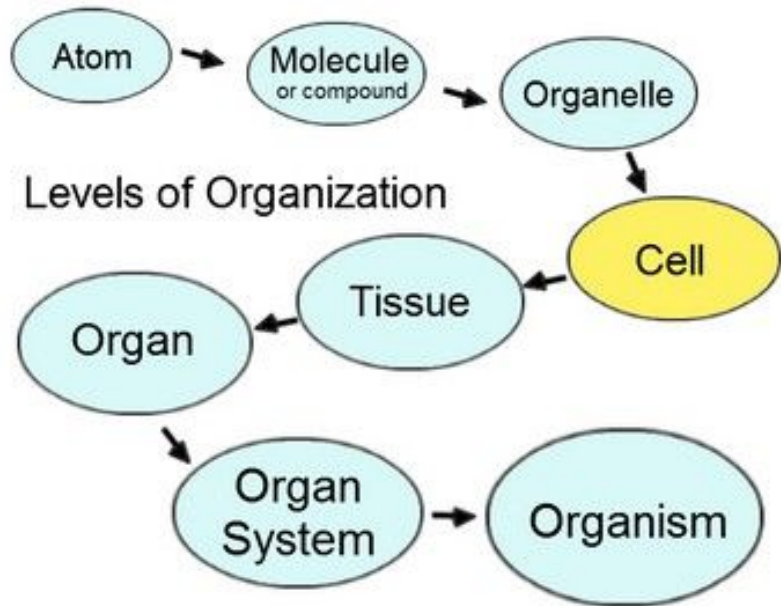 Atom
Molecule
or compound
Organelle
Levels of Organization
Cell
Tissue
Organ
Organ
System
Organism